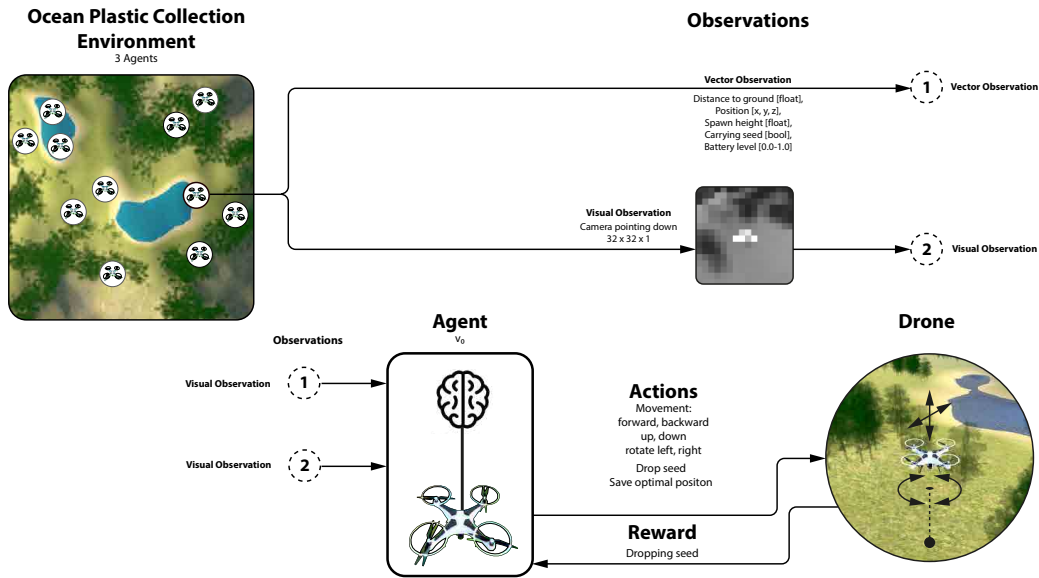 Ocean Plastic Collection
Environment
3 Agents
Observations
Vector Observation
Distance to ground [float],
Position [x, y, z],
Spawn height [float],
Carrying seed [bool],
Battery level [0.0-1.0]
1
Vector Observation
Visual Observation
Camera pointing down
32 x 32 x 1
2
Visual Observation
Agent
v₀
Observations
Visual Observation
1
Visual Observation
2
Actions
Movement:
forward, backward
up, down
rotate left, right
Drop seed
Save optimal positon
Reward
Dropping seed
Drone